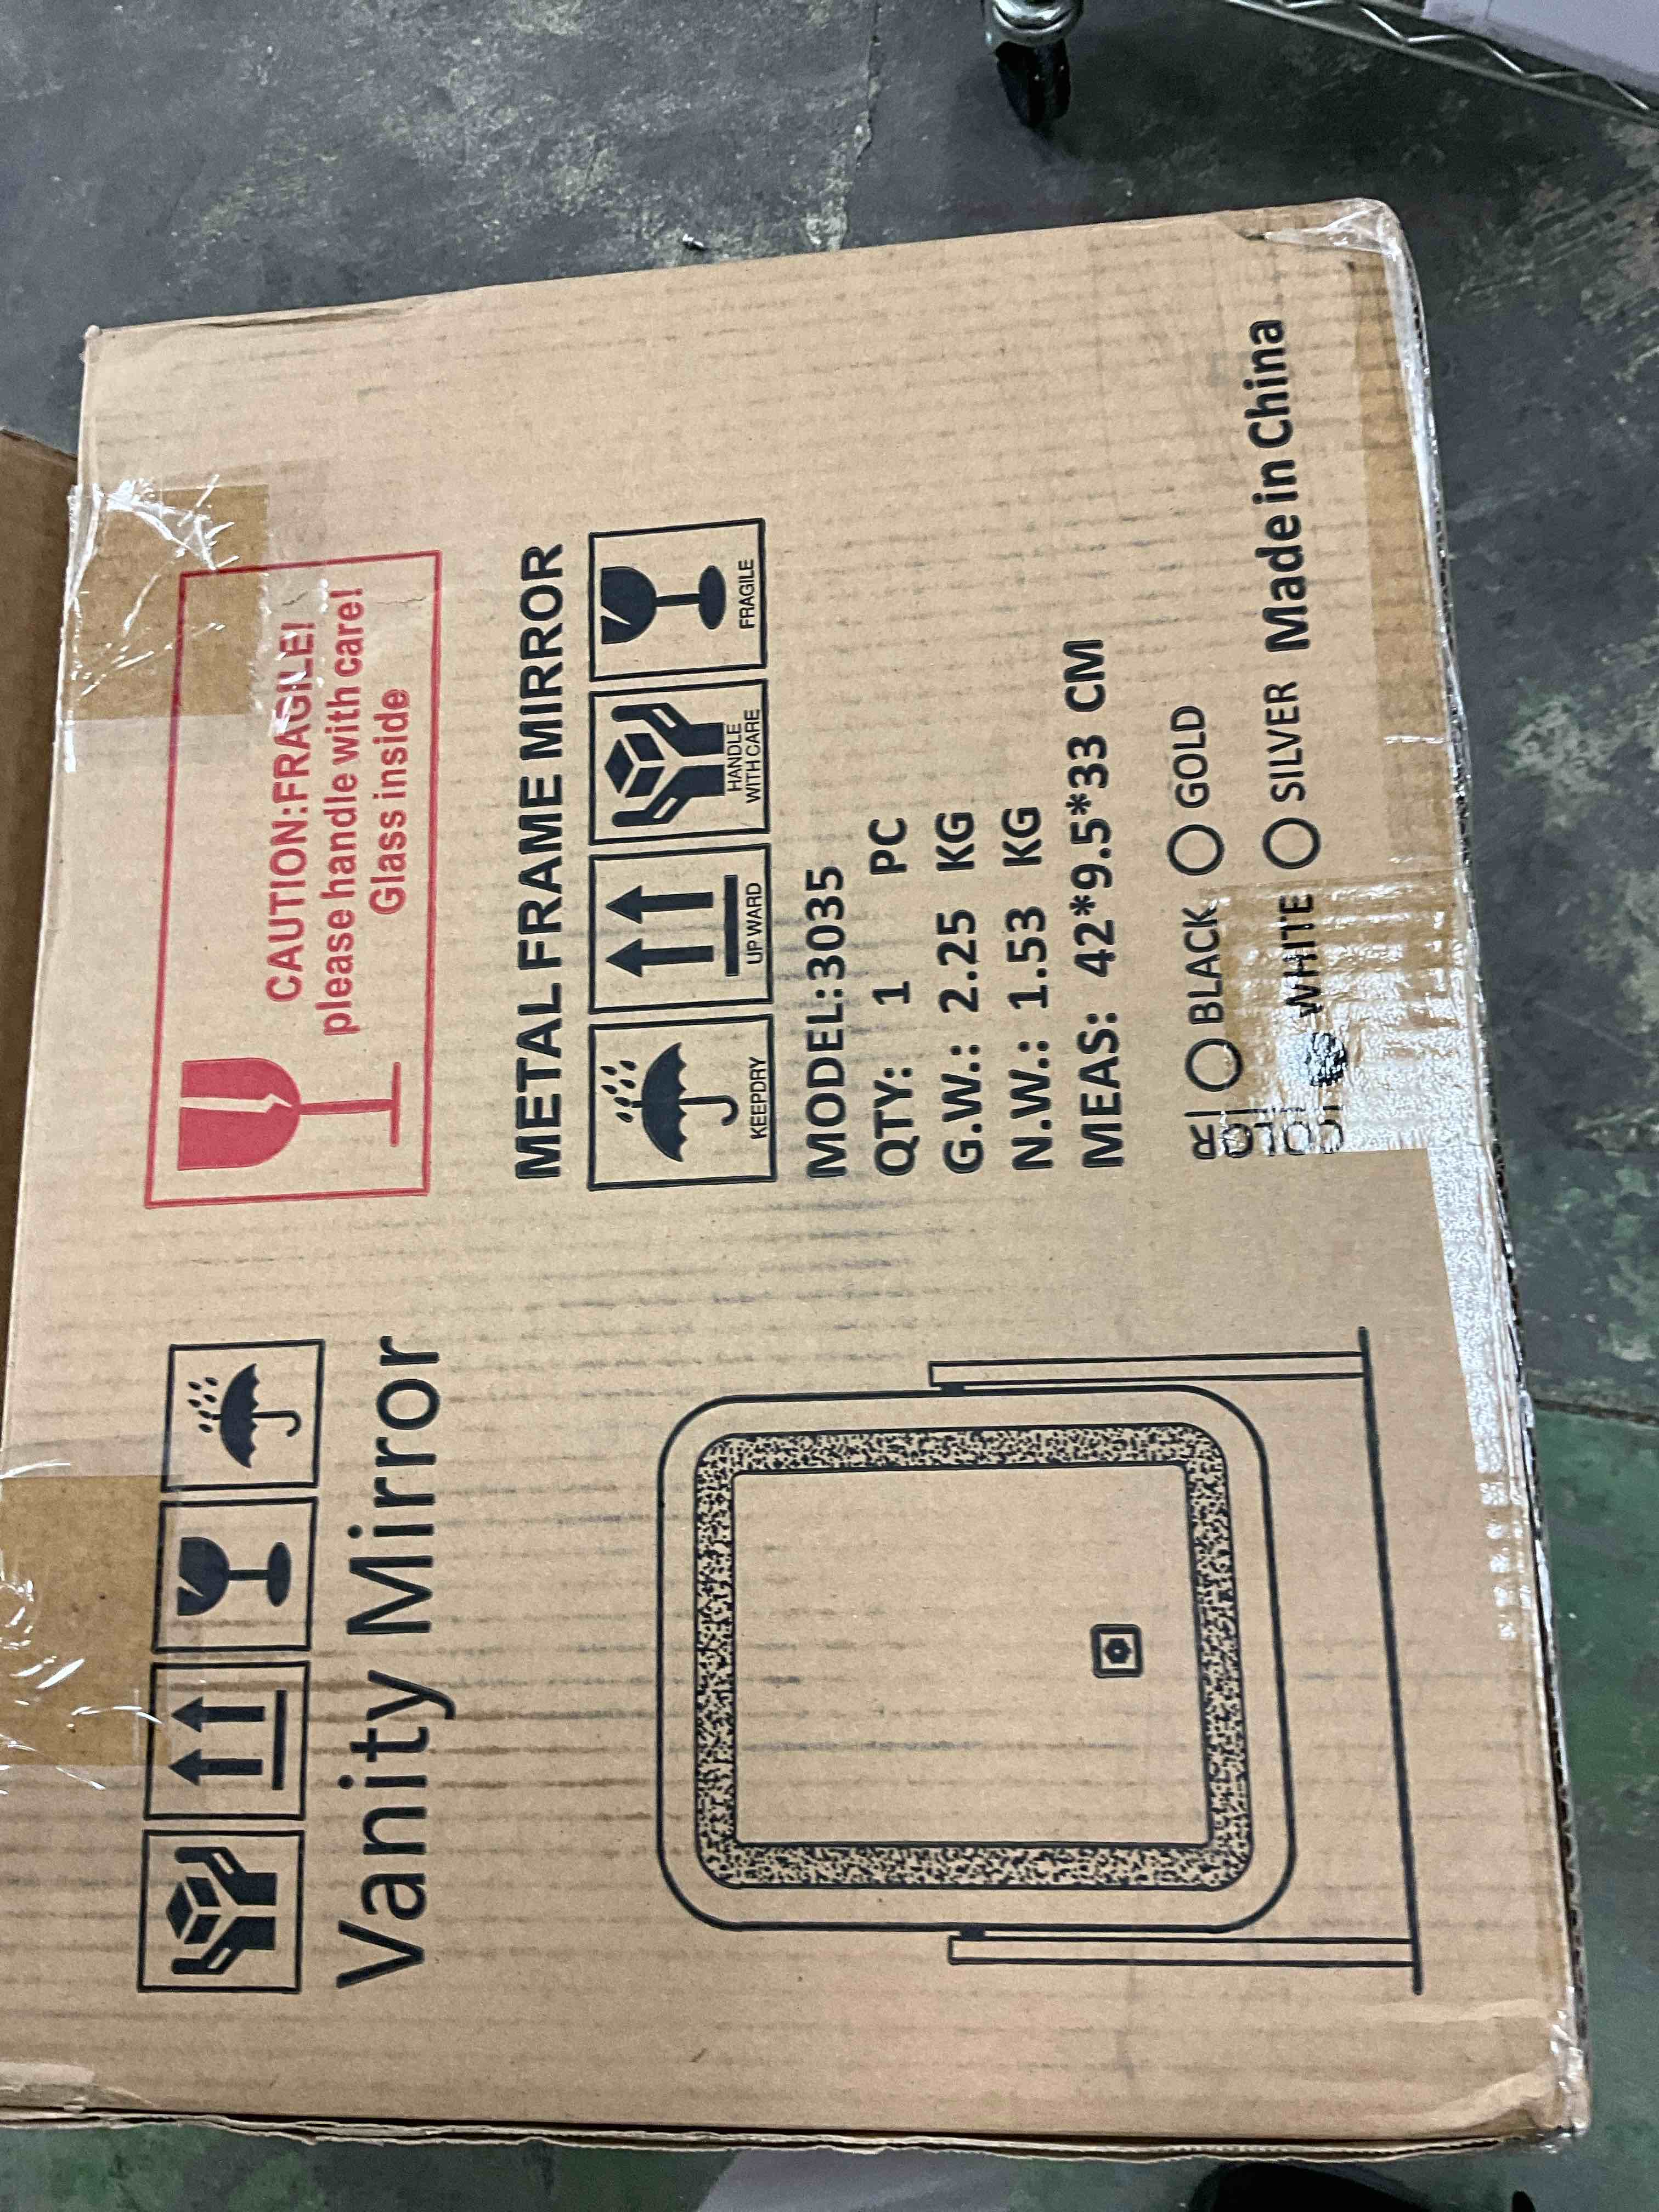 Vanity Mirror
CAUTION:FRAGILE!
please handle with care!
Glass inside
METAL FRAME MIRROR
KEEPDRY
UPWARD
HANDLE
WITH CARE
FRAGILE
MODEL:3035
QTY: 1 PC
G.W.: 2.25 KG
N.W.: 1.53 KG
MEAS: 42*9.5*33 CM
BLACK GOLD
WHITE SILVER Made in China